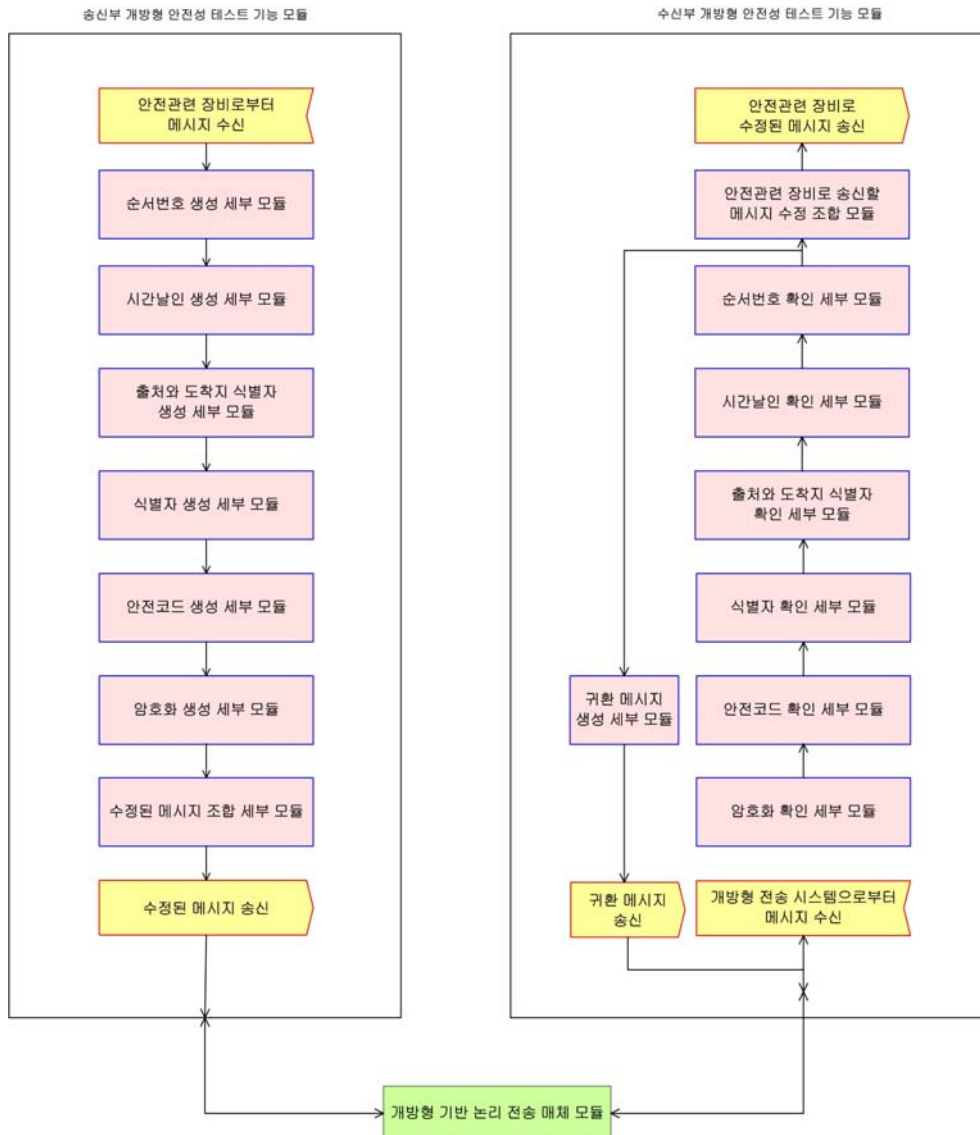 송신부 개방형 안전성 테스트 기능 모듈
안전관련 장비로부터
메시지 수신
순서번호 생성 세부 모듈
시간날인 생성 세부 모듈
출처와 도착지 식별자
생성 세부 모듈
식별자 생성 세부 모듈
안전코드 생성 세부 모듈
암호화 생성 세부 모듈
수정된 메시지 조합 세부 모듈
수정된 메시지 송신
수신부 개방형 안전성 테스트 기능 모듈
안전관련 장비로
수정된 메시지 송신
안전관련 장비로 송신할
메시지 수정 조합 모듈
순서번호 확인 세부 모듈
시간날인 확인 세부 모듈
출처와 도착지 식별자
확인 세부 모듈
식별자 확인 세부 모듈
귀환 메시지
생성 세부 모듈
안전코드 확인 세부 모듈
암호화 확인 세부 모듈
귀환 메시지
송신
개방형 전송 시스템으로부터
메시지 수신
개방형 기반 논리 전송 매체 모듈